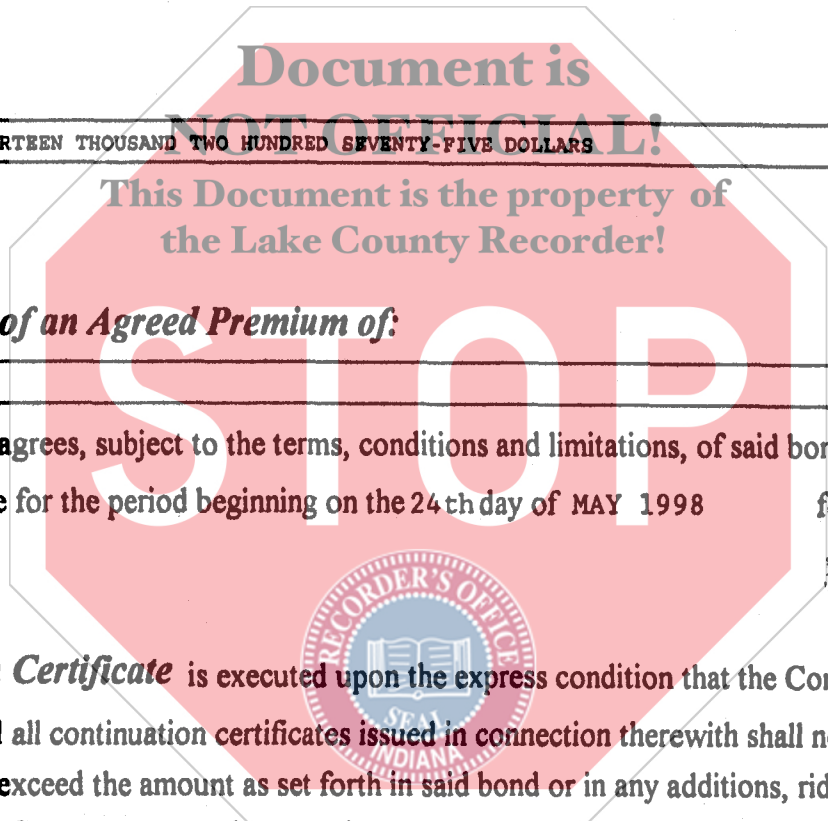 Document is
NOT OFFICIAL!
RTEEN THOUSAND TWO HUNDRED SEVENTY-FIVE DOLLARS
This Document is the property of
the Lake County Recorder!
of an Agreed Premium of:
STOP
agrees, subject to the terms, conditions and limitations, of said bon
e for the period beginning on the 24th day of MAY 1998
RECORDER'S OFFICE
SEAL
INDIANA
Certificate is executed upon the express condition that the Con
all continuation certificates issued in connection therewith shall no
exceed the amount as set forth in said bond or in any additions, rid